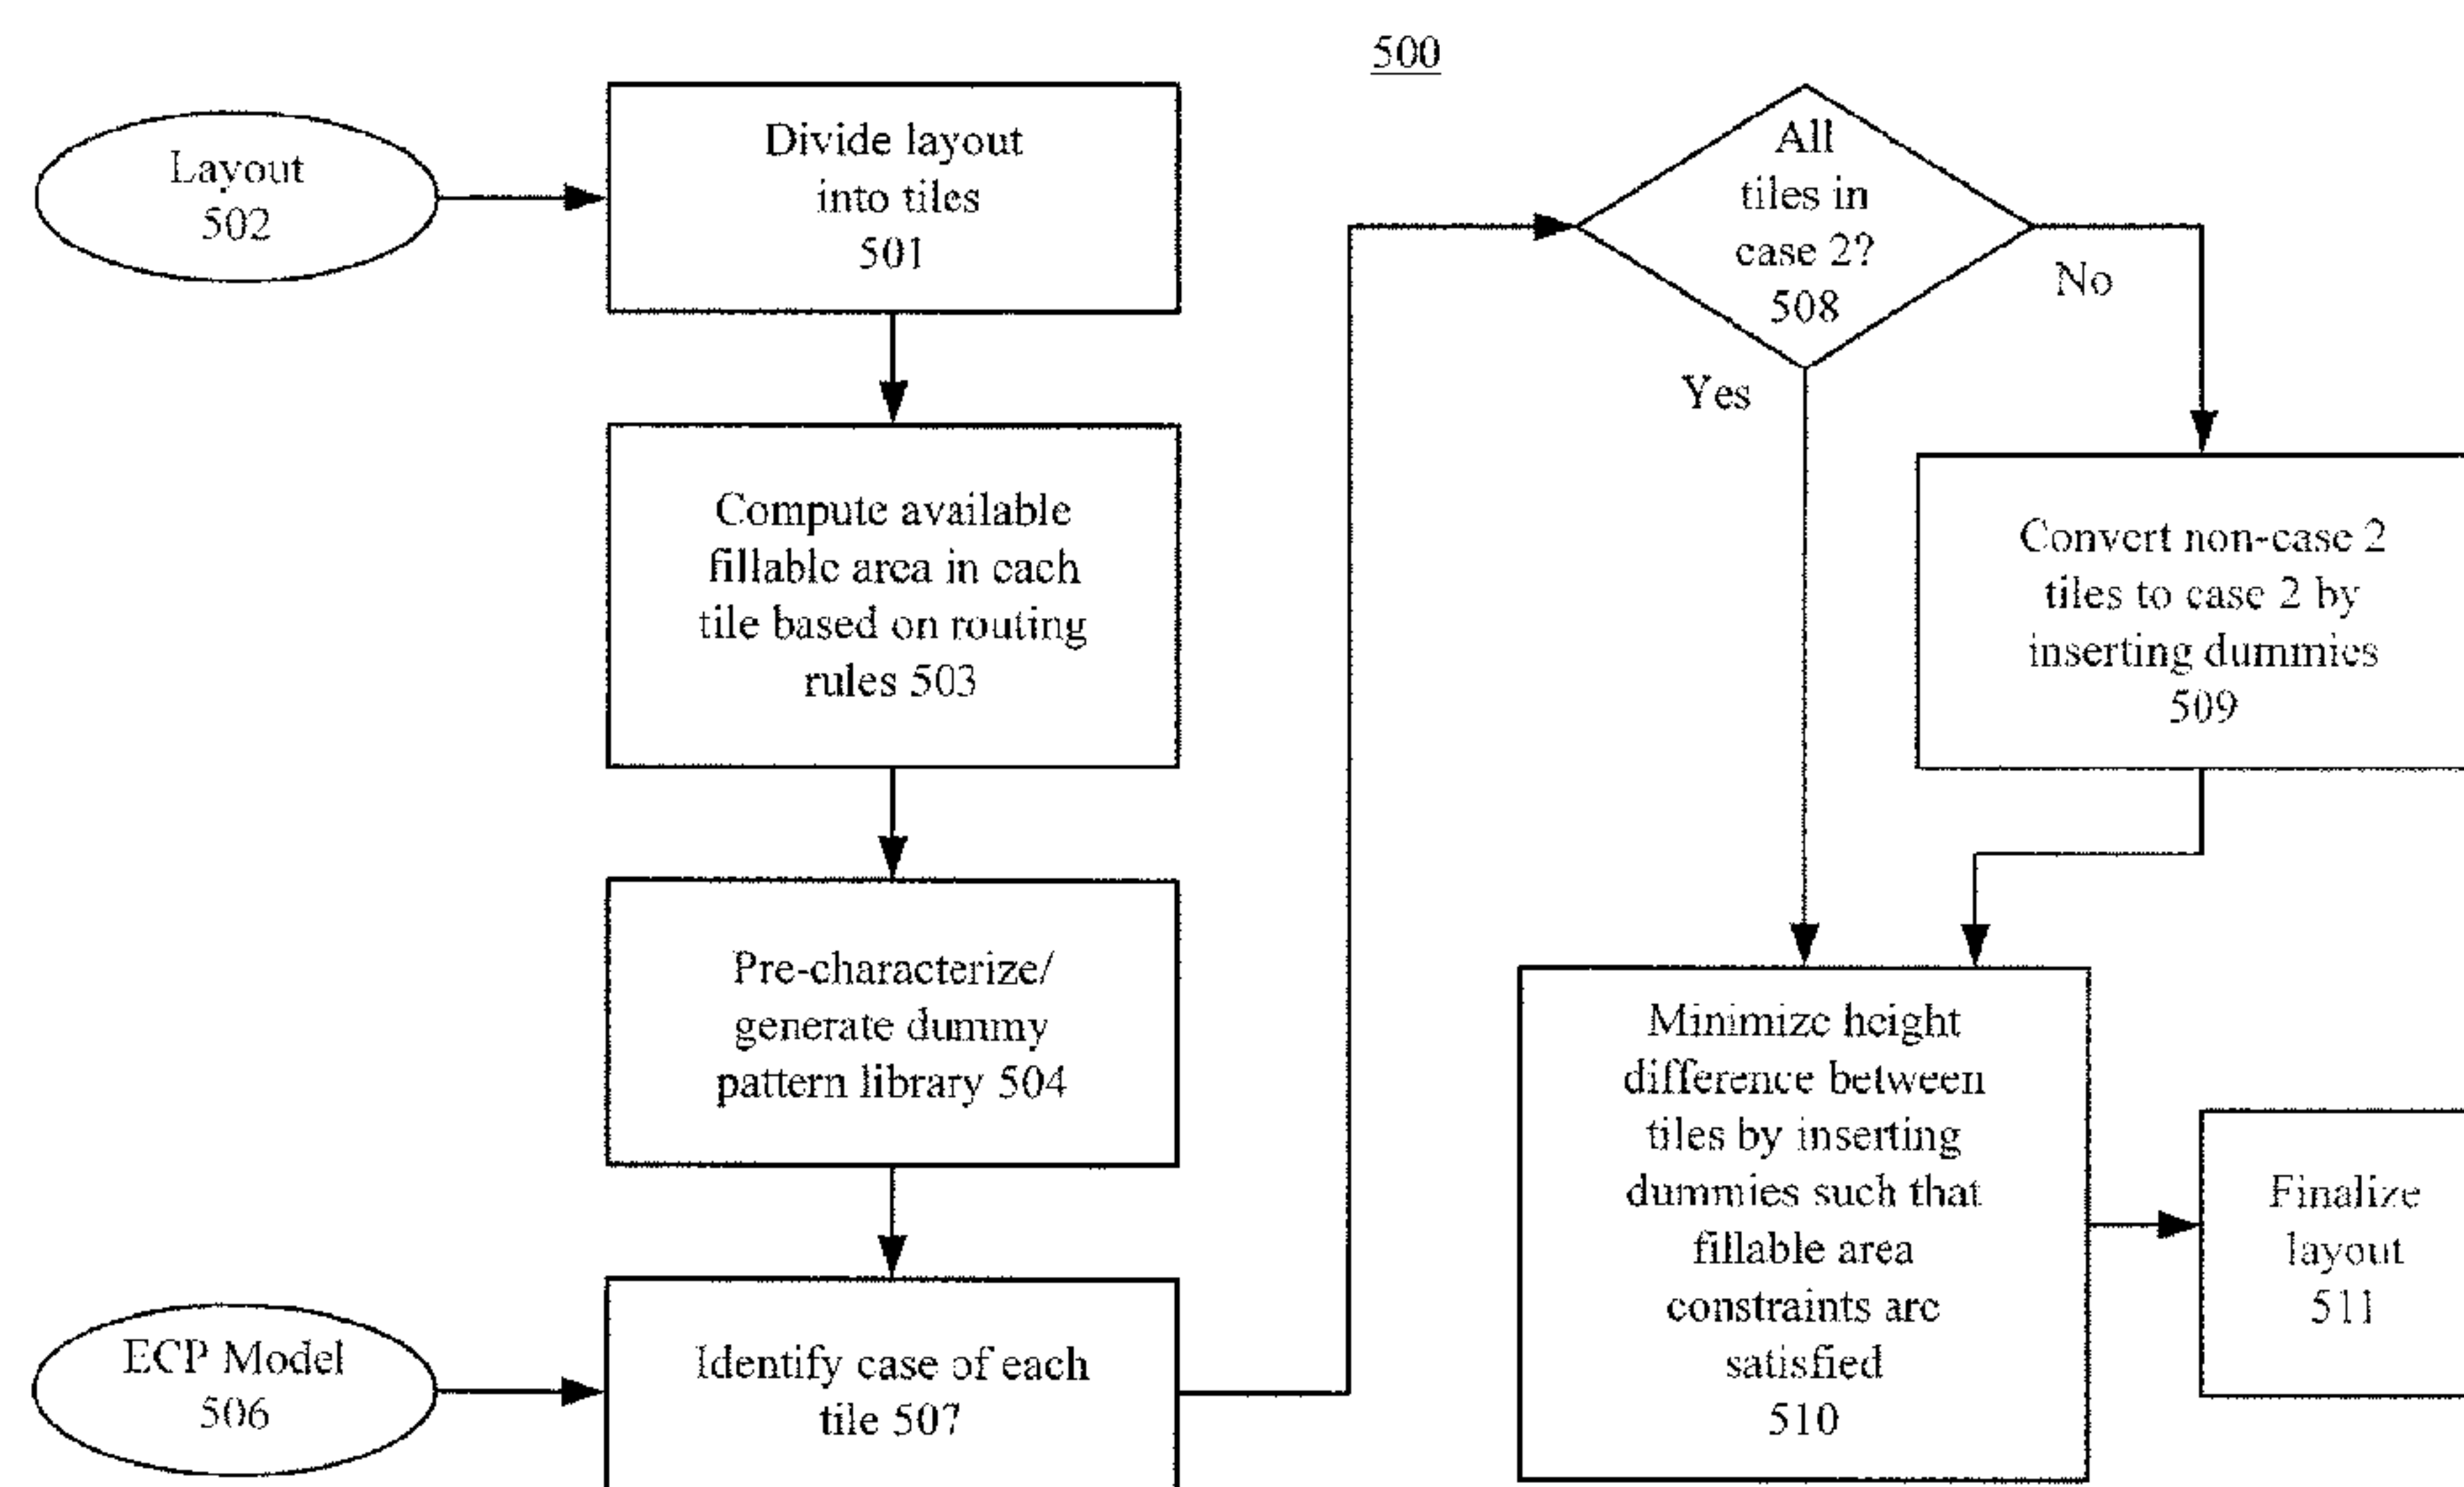 500
Layout
502
Divide layout
into tiles
501
Compute available
fillable area in each
tile based on routing
rules 503
Pre-characterize/
generate dummy
pattern library 504
ECP Model
506
Identify case of each
tile 507
All
tiles in
case 2?
508
No
Yes
Convert non-case 2
tiles to case 2 by
inserting dummies
509
Minimize height
difference between
tiles by inserting
dummies such that
fillable area
constraints are
satisfied
510
Finalize
layout
511